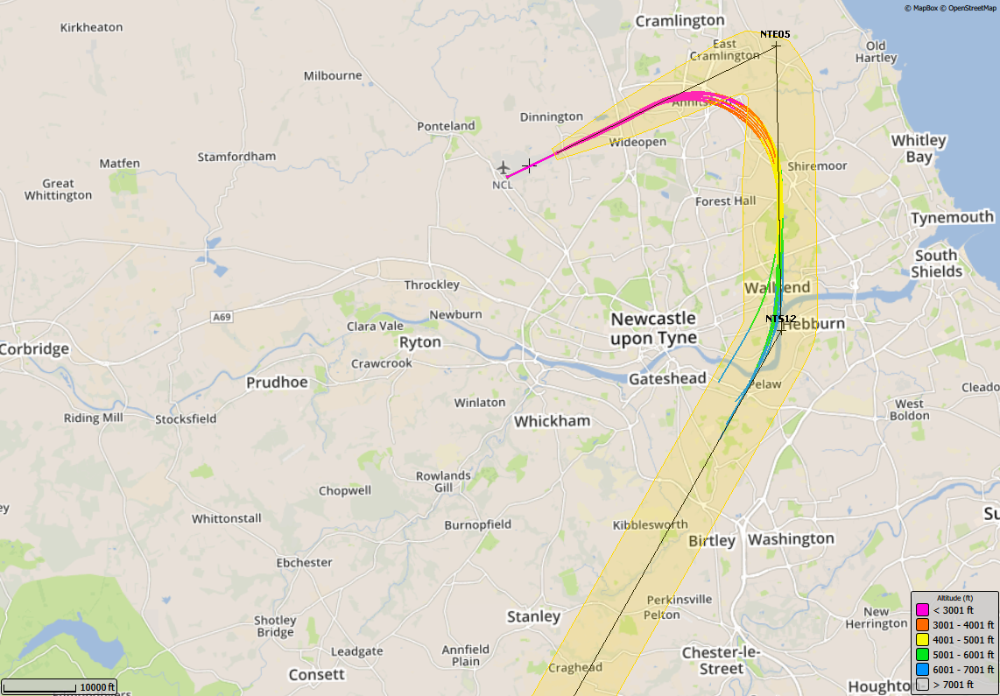 © MapBox © OpenStreetMap
Kirkheaton
Cramlington
NTE05
East
Cramlington
Old
Hartley
Milbourne
Dinnington
Ponteland
Wideopen
Whitley
Bay
Stamfordham
Matfen
Shiremoor
Great
Whittington
NCL
Forest Hall
Tynemouth
South
Shields
Throckley
A69
Newburn
Newcastle
upon Tyne
NTS12
Hebburn
Clara Vale
Ryton
Corbridge
Crawcrook
Prudhoe
Gateshead
Pelaw
Winlaton
West
Boldon
Riding Mill
Stocksfield
Whickham
Rowlands
Gill
Chopwell
Whittonstall
Burnopfield
Kibblesworth
Birtley
Washington
Ebchester
Perkinsville
Pelton
Stanley
Shotley
Bridge
New
Herrington
Leadgate
Annfield
Plain
Chester-le-
Street
Consett
Craghead
Houghton-
Altitude (ft)
< 3001 ft
3001 - 4001 ft
4001 - 5001 ft
5001 - 6001 ft
6001 - 7001 ft
> 7001 ft
10000 ft